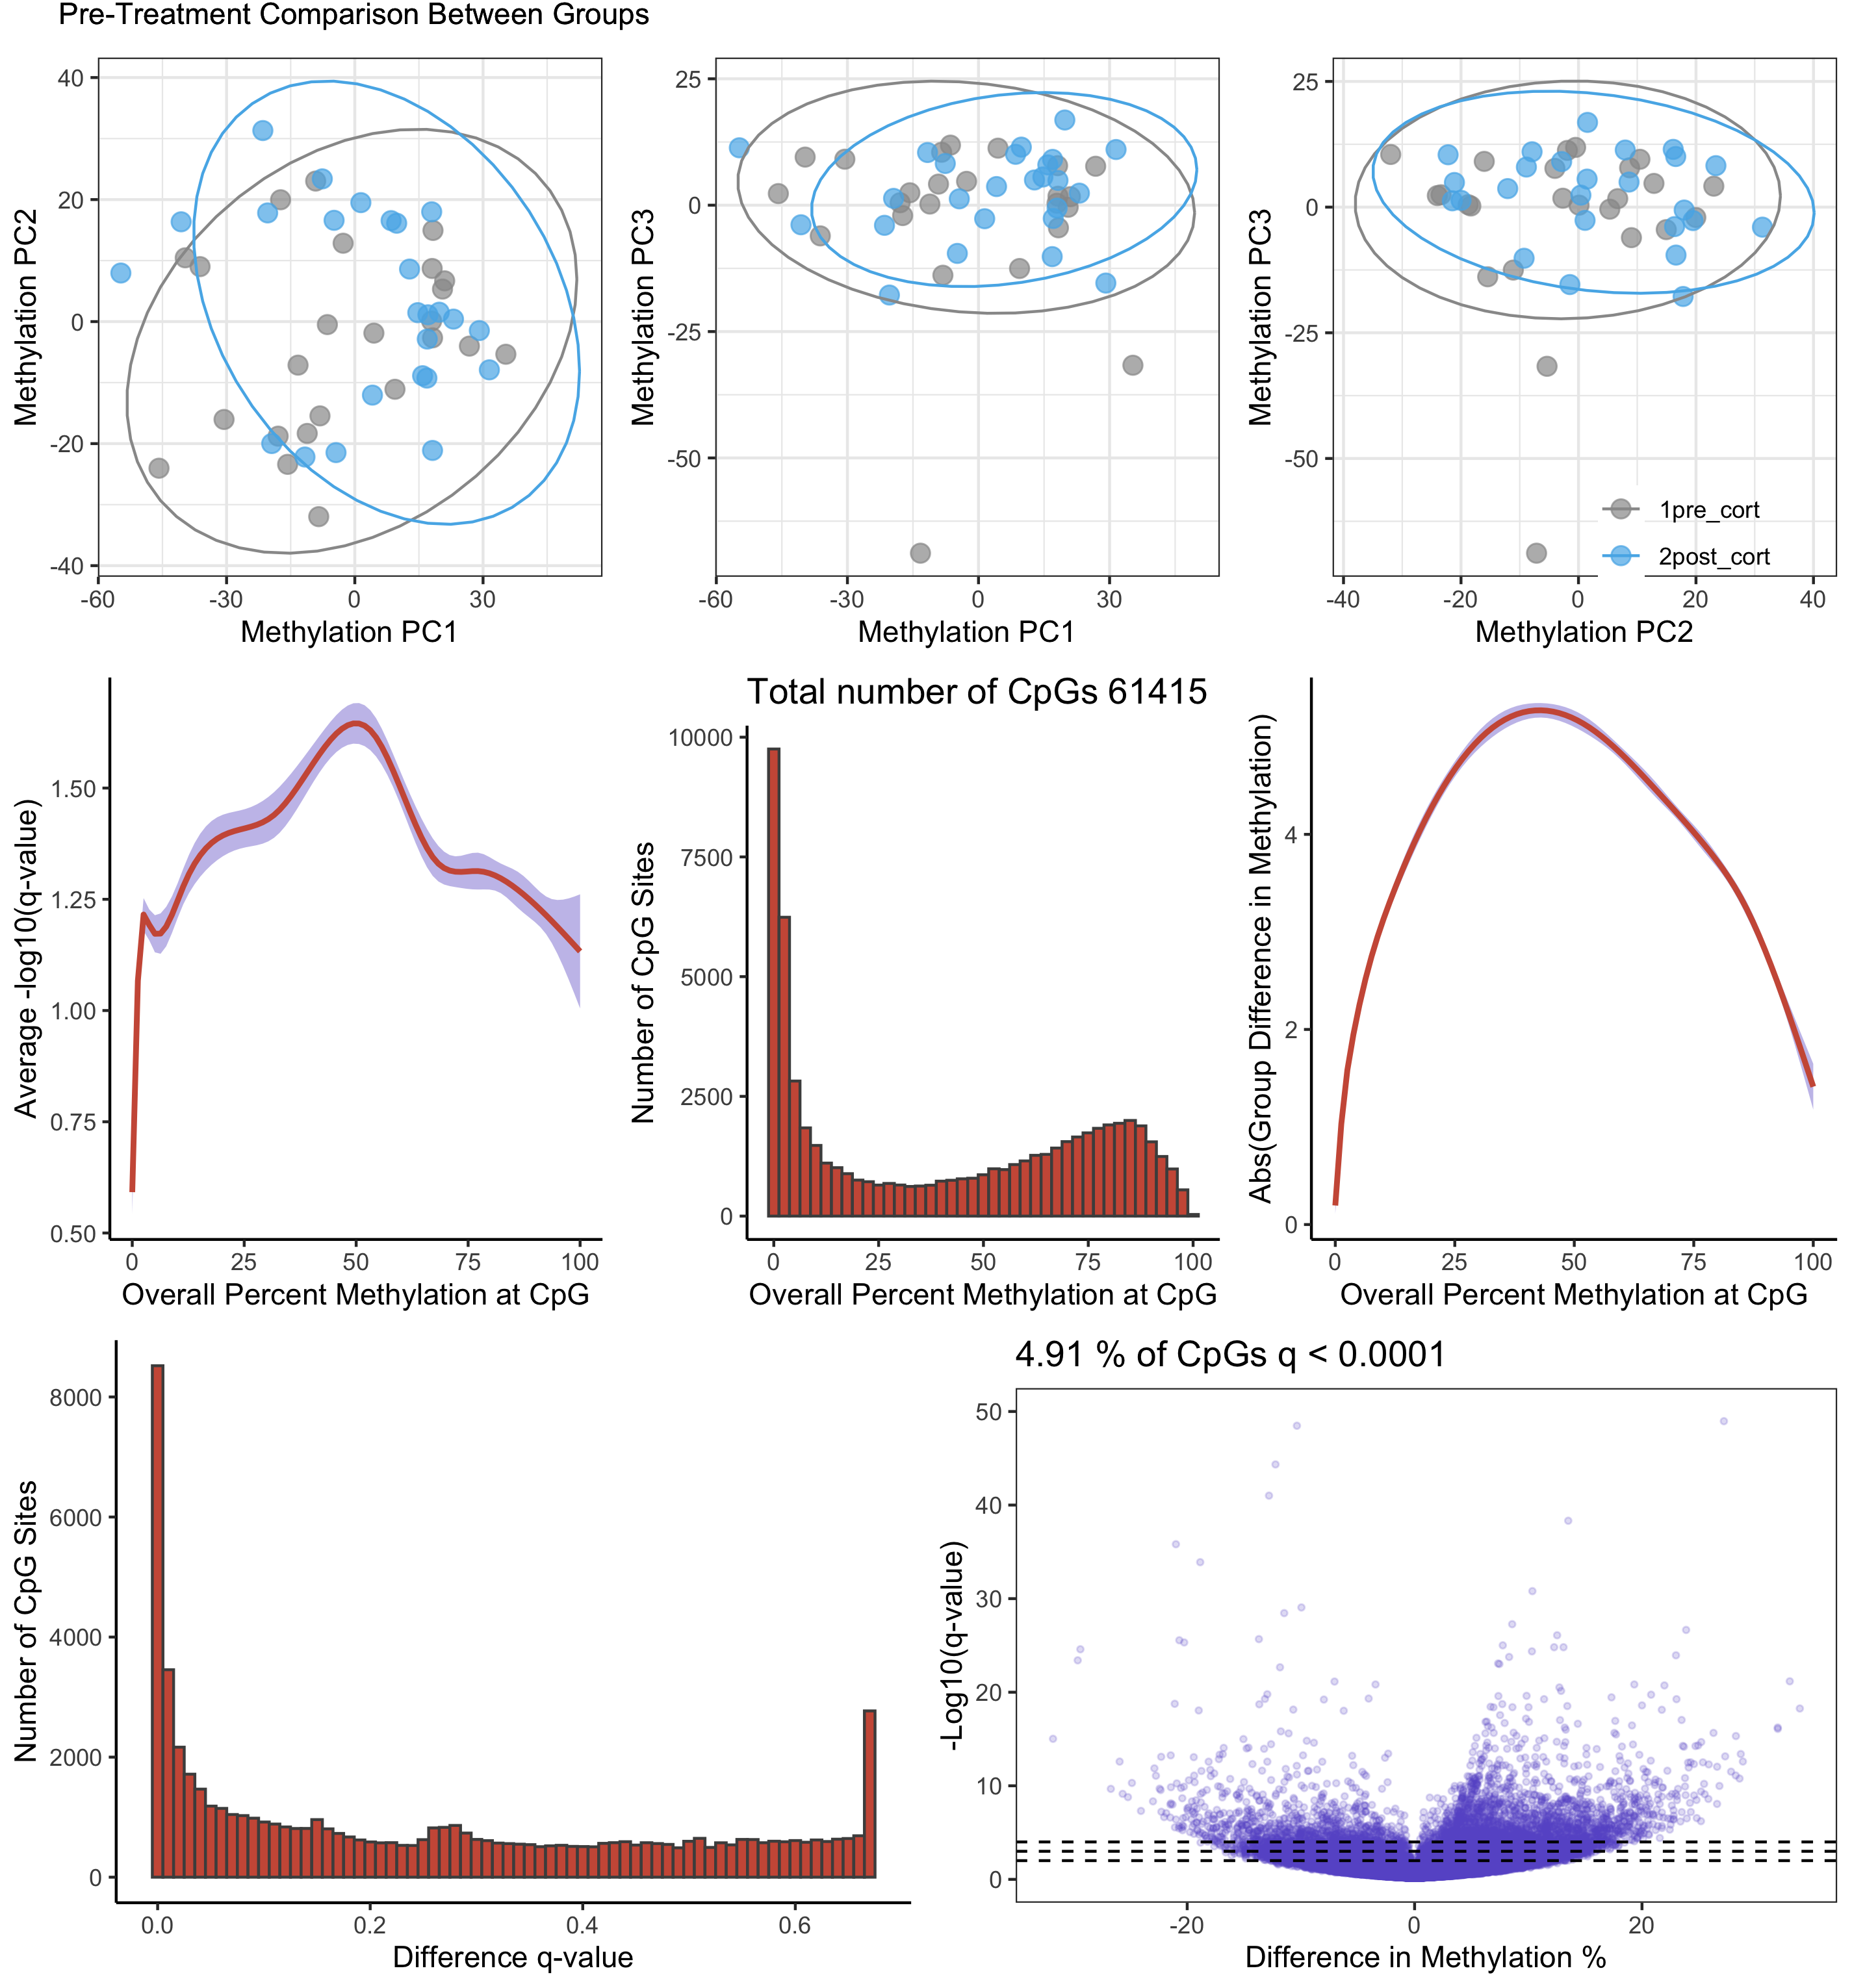 Pre-Treatment Comparison Between Groups
Methylation PC2
40
20
0
-20
-40
-60 -30 0 30
Methylation PC1
Methylation PC3
25
0
-25
-50
-60 -30 0 30
Methylation PC1
Methylation PC3
25
0
-25
-50
1pre_cort
2post_cort
-40 -20 0 20 40
Methylation PC2
Average -log10(q-value)
1.50
1.25
1.00
0.75
0.50
0 25 50 75 100
Overall Percent Methylation at CpG
Total number of CpGs 61415
Number of CpG Sites
10000
7500
5000
2500
0
0 25 50 75 100
Overall Percent Methylation at CpG
Abs(Group Difference in Methylation)
4
2
0
0 25 50 75 100
Overall Percent Methylation at CpG
Number of CpG Sites
8000
6000
4000
2000
0
0.0 0.2 0.4 0.6
Difference q-value
4.91 % of CpGs q < 0.0001
-Log10(q-value)
50
40
30
20
10
0
-20 0 20
Difference in Methylation %